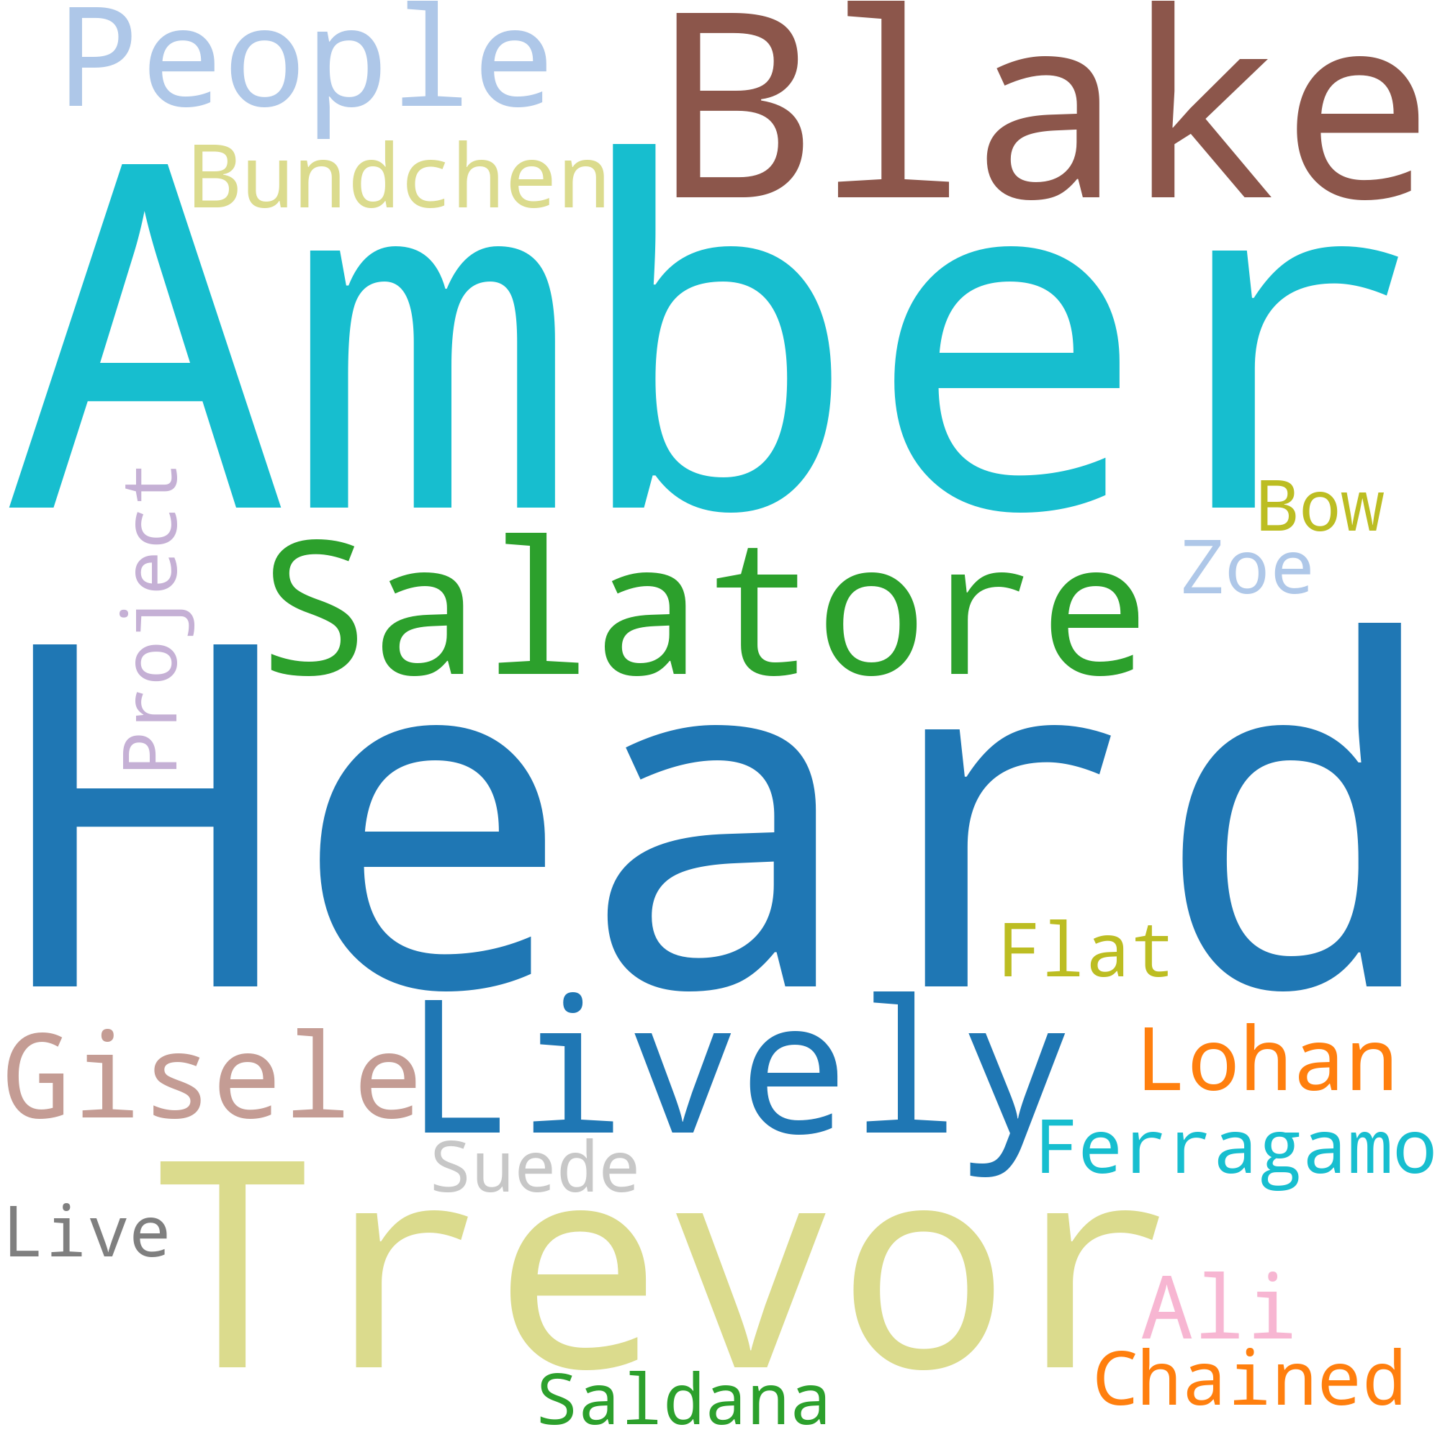 People
Blake
Bundchen
Amber
Project
Bow
Salatore
Zoe
Heard
Flat
Gisele
Lively
Lohan
Ferragamo
Suede
Live
Trevor
Ali
Chained
Saldana